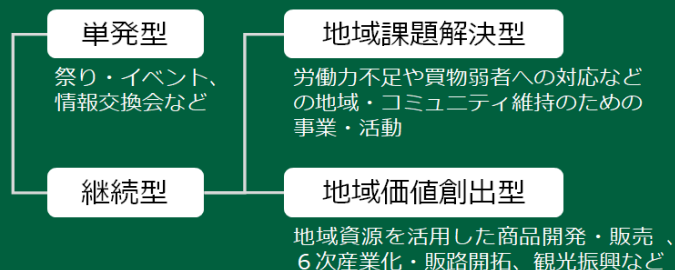 単発型
祭り・イベント、
情報交換会など
継続型
地域課題解決型
労働力不足や買物弱者への対応など
の地域・コミュニティ維持のための
事業・活動
地域価値創出型
地域資源を活用した商品開発・販売 、
６次産業化・販路開拓、観光振興など